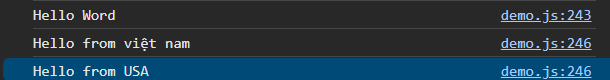 Hello Word demo.js:243
Hello from việt nam demo.js:246
Hello from USA demo.js:246